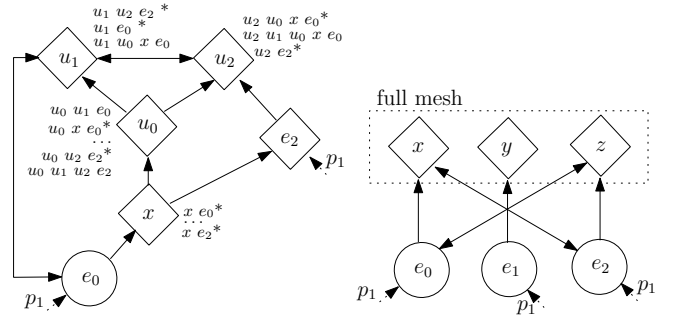 u₁ u₂ e₂ *
u₁ e₀ *
u₁ u₀ x e₀
u₂ u₀ x e₀*
u₂ u₁ u₀ x e₀
u₂ e₂*
u₁
u₂
u₀ u₁ e₀
u₀ x e₀*
...
u₀ u₂ e₂*
u₀ u₁ u₂ e₂
u₀
e₂
p₁
x
x e₀*
...
x e₂*
e₀
p₁
full mesh
x
y
z
e₀
e₁
e₂
p₁
p₁
p₁